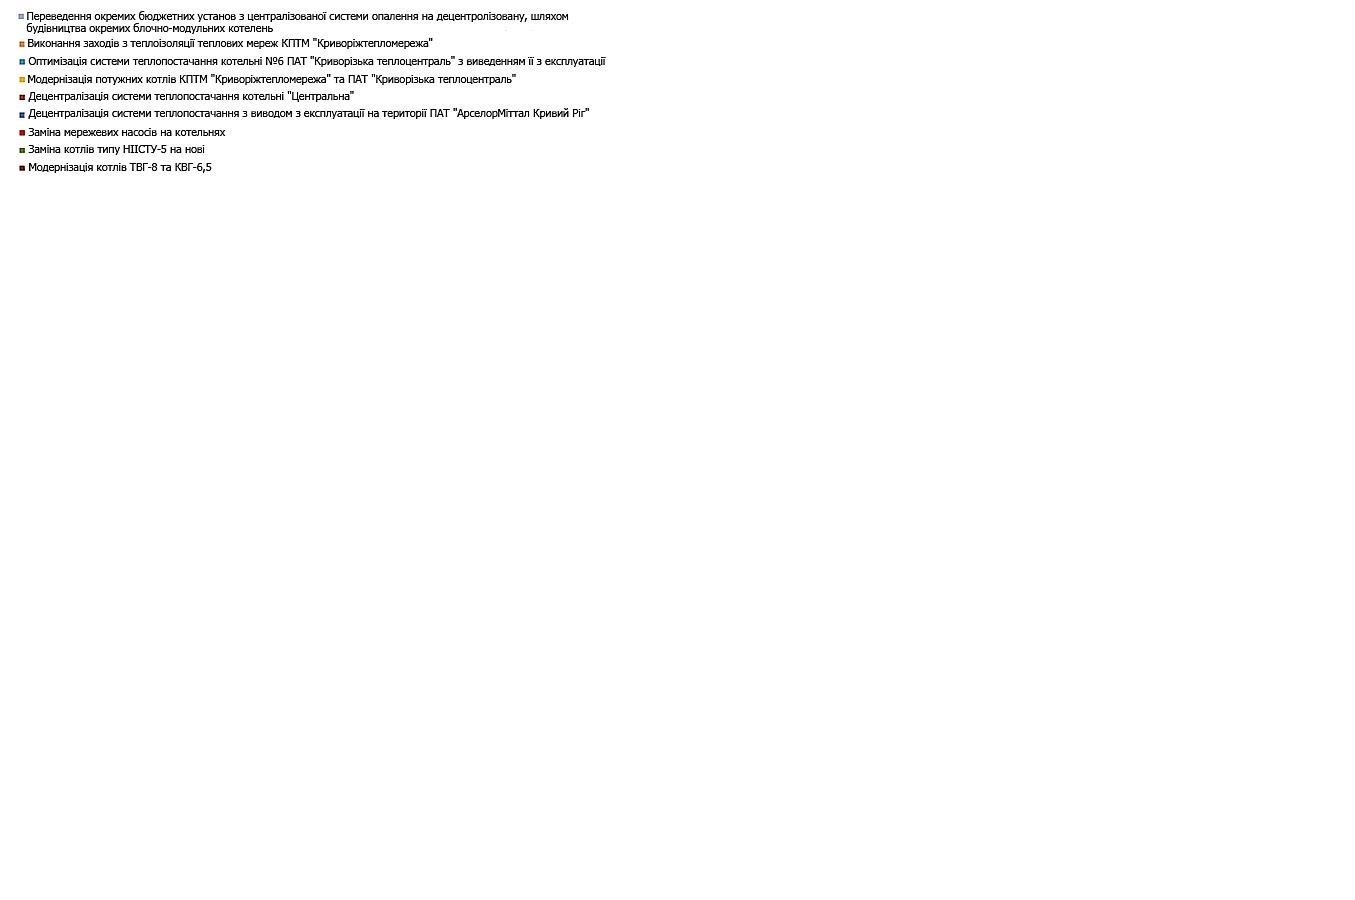 Переведення окремих бюджетних установ з централізованої системи опалення на децентролізовану, шляхом
будівництва окремих блочно-модульних котелень
Виконання заходів з теплоізоляції теплових мереж КПТМ "Криворіжтепломережа"
Оптимізація системи теплопостачання котельні №6 ПАТ "Криворізька теплоцентраль" з виведенням її з експлуатації
Модернізація потужних котлів КПТМ "Криворіжтепломережа" та ПАТ "Криворізька теплоцентраль"
Децентралізація системи теплопостачання котельні "Центральна"
Децентралізація системи теплопостачання з виводом з експлуатації на території ПАТ "АрселорМіттал Кривий Ріг"
Заміна мережевих насосів на котельнях
Заміна котлів типу НІІСТУ-5 на нові
Модернізація котлів ТВГ-8 та КВГ-6,5